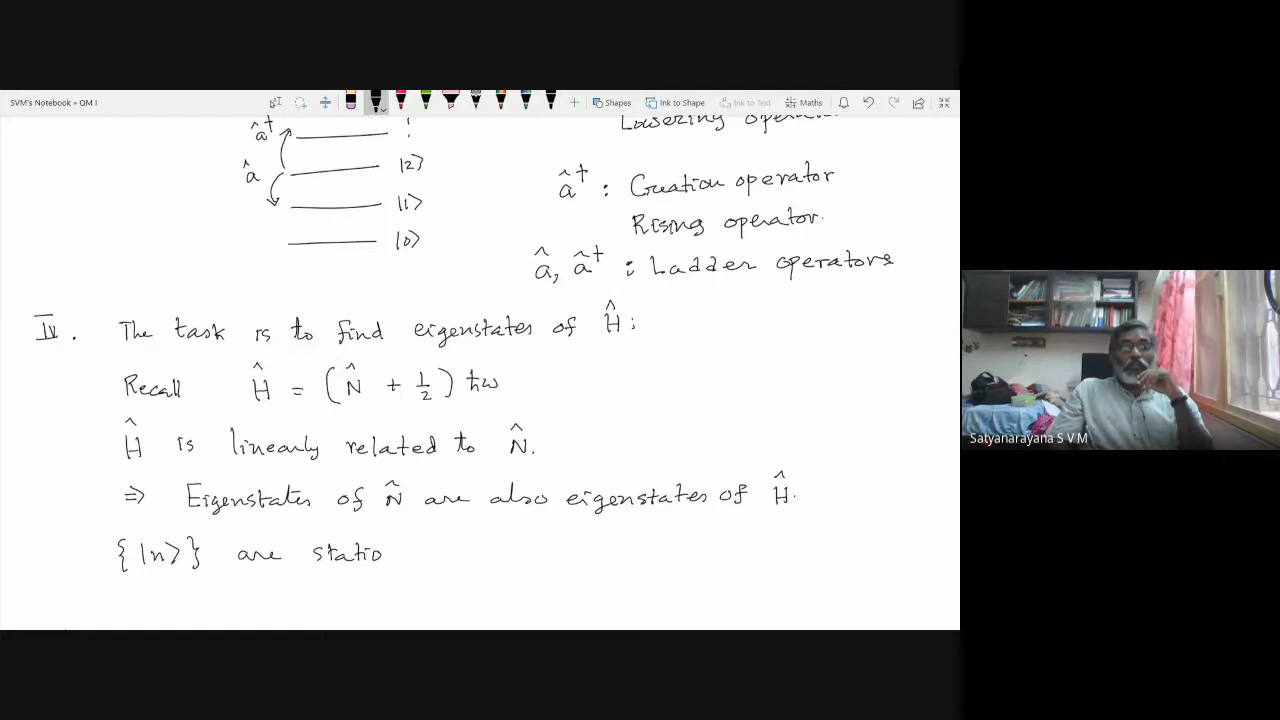 SVM's Notebook » QM I
Shapes
Ink to Shape
Ink to Text
Maths
â†
Lowering operator.
â
|2⟩
â† : Creation operator
|1⟩
Rising operator.
|0⟩
â, â† : Ladder operators
IV. The task is to find eigenstates of Ĥ:
Recall Ĥ = (N̂ + 1/2) ħω
Ĥ is linearly related to N̂.
⇒ Eigenstates of N̂ are also eigenstates of Ĥ.
{|n⟩} are statio
Satyanarayana S V M